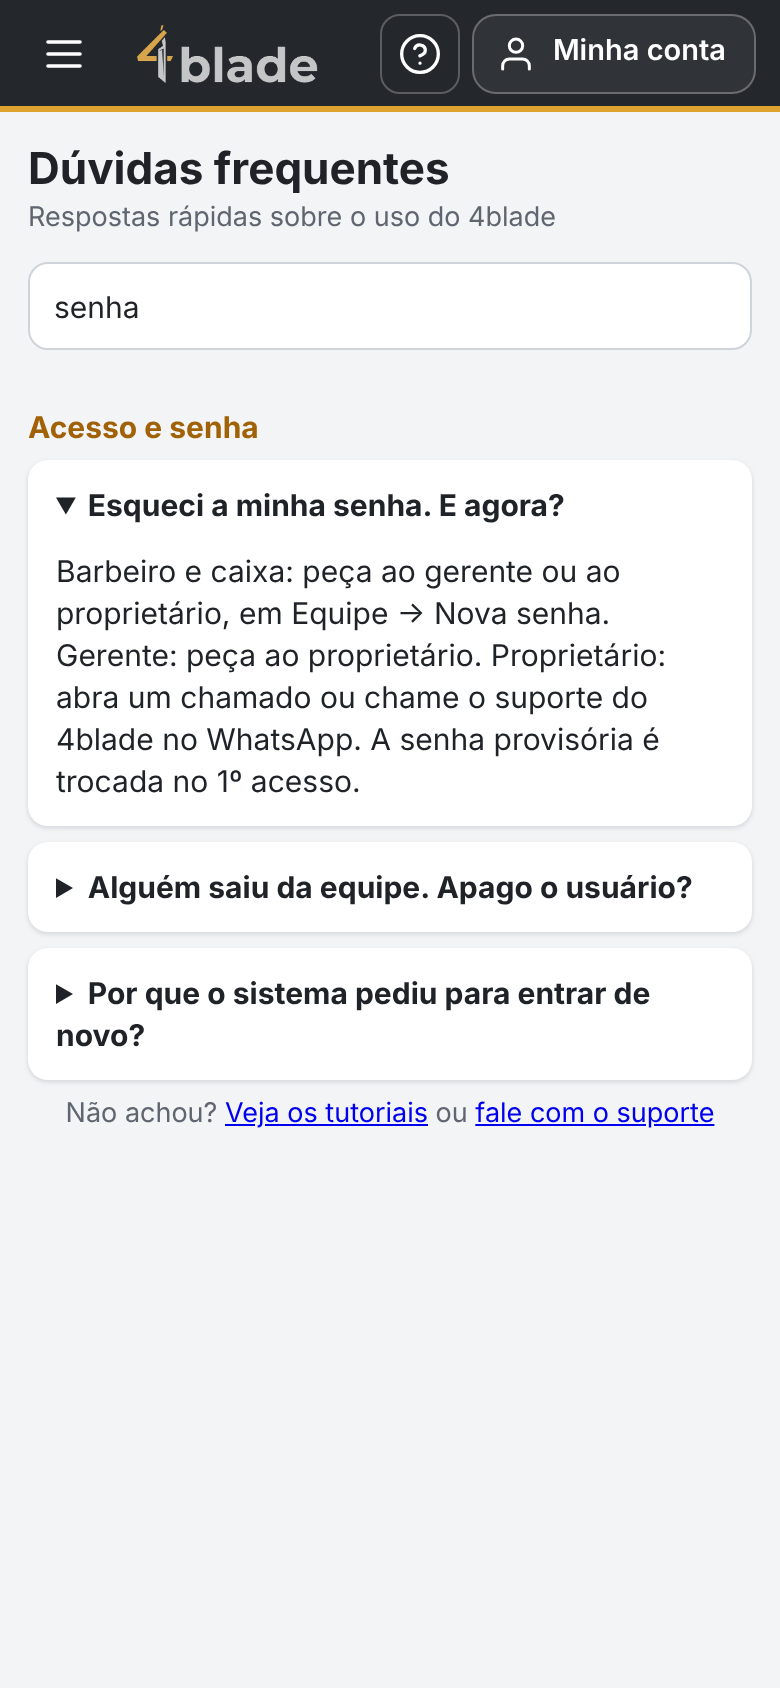 4blade
Minha conta
Dúvidas frequentes
Respostas rápidas sobre o uso do 4blade
senha
Acesso e senha
▼ Esqueci a minha senha. E agora?
Barbeiro e caixa: peça ao gerente ou ao
proprietário, em Equipe → Nova senha.
Gerente: peça ao proprietário. Proprietário:
abra um chamado ou chame o suporte do
4blade no WhatsApp. A senha provisória é
trocada no 1º acesso.
▶ Alguém saiu da equipe. Apago o usuário?
▶ Por que o sistema pediu para entrar de
novo?
Não achou? Veja os tutoriais ou fale com o suporte